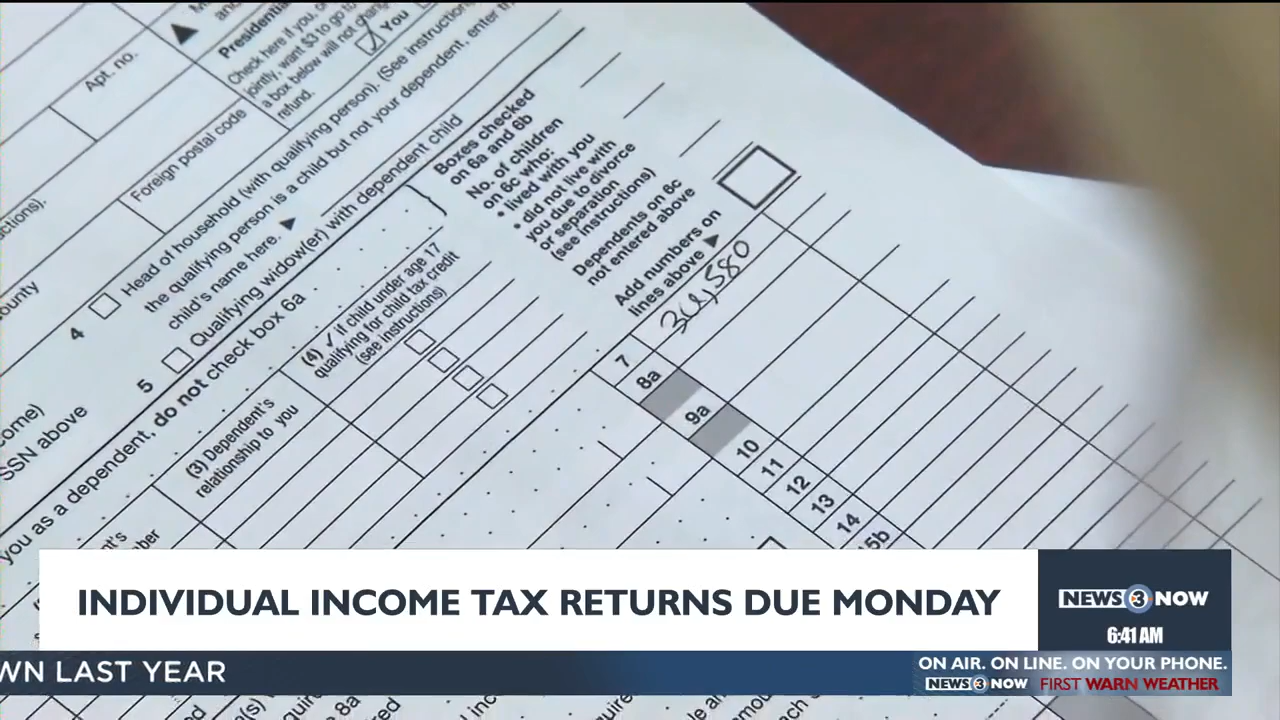 Apt. no.
Foreign postal code
Presidenti
Check here if you, or
jointly, want $3 to go to
a box below will not chang
refund.
You
ctions).
ounty
4
Head of household (with qualifying person). (See instruction
the qualifying person is a child but not your dependent, enter th
child's name here.
5
Qualifying widow(er) with dependent child
come)
SSN above
you as a dependent, do not check box 6a
Boxes checked
on 6a and 6b
No. of children
on 6c who:
• lived with you
• did not live with
you due to divorce
or separation
(see instructions)
Dependents on 6c
not entered above
Add numbers on
lines above
(3) Dependent's
relationship to you
(4) ✓ if child under age 17
qualifying for child tax credit
(see instructions)
7
8a
9a
10
11
12
13
14
15b
INDIVIDUAL INCOME TAX RETURNS DUE MONDAY
NEWS 3 NOW
6:41 AM
WN LAST YEAR
ON AIR. ON LINE. ON YOUR PHONE.
NEWS 3 NOW FIRST WARN WEATHER